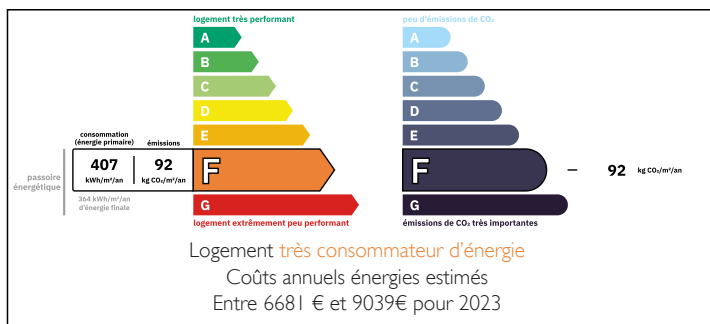 logement très performant
A
B
C
D
E
consommation
(énergie primaire)
émissions
407
kWh/m²/an
92
kg CO₂/m²/an
F
passoire
énergétique
364 kWh/m²/an
d'énergie finale
G
logement extrêmement peu performant
peu d'émissions de CO₂
A
B
C
D
E
F
92 kg CO₂/m²/an
G
émissions de CO₂ très importantes
Logement très consommateur d'énergie
Coûts annuels énergies estimés
Entre 6681 € et 9039€ pour 2023